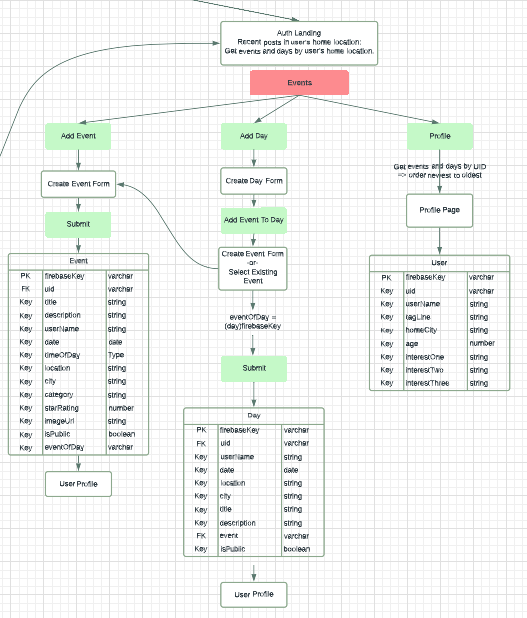 Auth Landing
Recent posts in user's home location:
Get events and days by user's home location.
Events
Add Event
Add Day
Profile
Get events and days by UID
=> order newest to oldest
Create Event Form
Create Day Form
Profile Page
Submit
Add Event To Day
Create Event Form
-or-
Select Existing
Event
eventOfDay =
(day)firebaseKey
Submit
Event
PK firebaseKey varchar
FK uid varchar
Key title string
Key description string
Key userName string
Key date date
Key timeOfDay Type
Key location string
Key city string
Key category string
Key starRating number
Key imageUrl string
Key isPublic boolean
Key eventOfDay varchar
User Profile
Day
PK firebaseKey varchar
FK uid varchar
Key userName string
Key date date
Key location string
Key city string
Key title string
Key description string
FK event varchar
Key isPublic boolean
User Profile
User
PK firebaseKey varchar
Key uid varchar
Key userName string
Key tagLine string
Key homeCity string
Key age number
Key interestOne string
Key interestTwo string
Key interestThree string